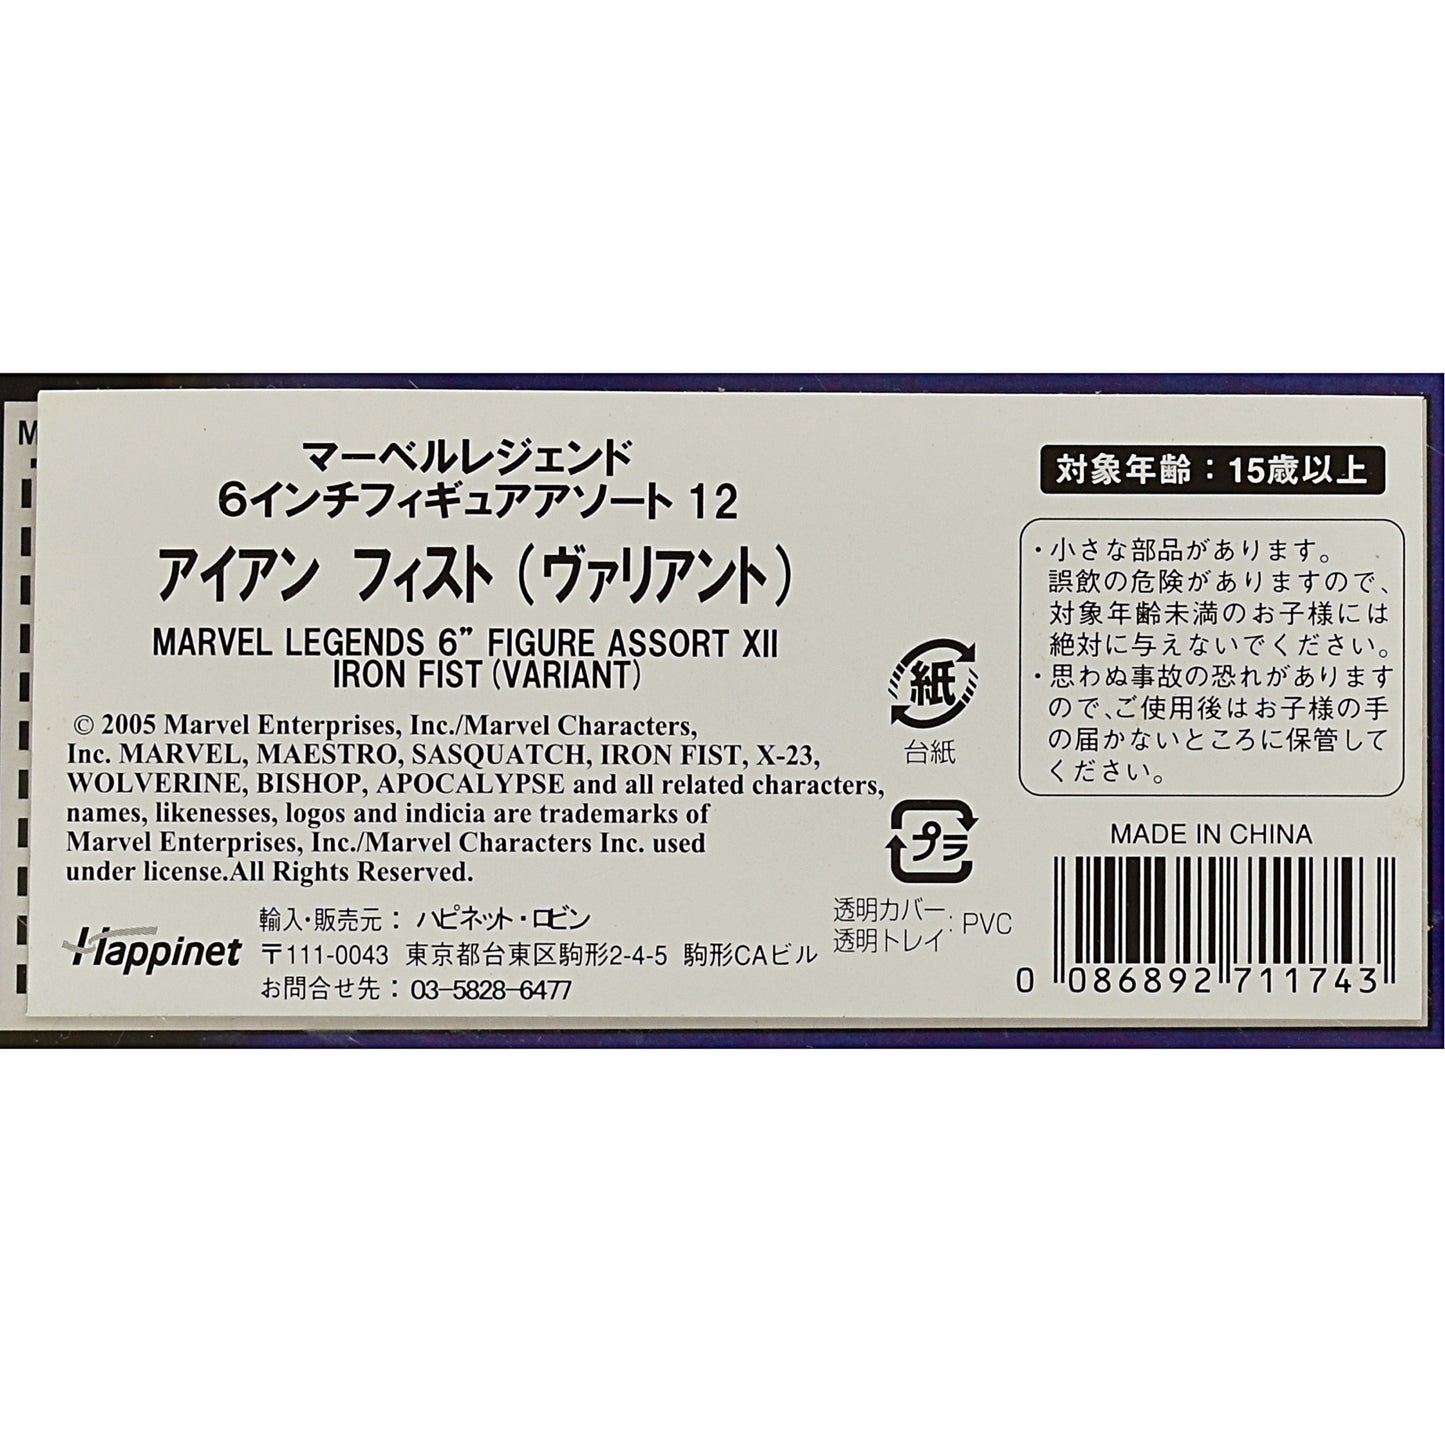 マーベルレジェンド
6インチフィギュアアソート 12
アイアン フィスト（ヴァリアント）
MARVEL LEGENDS 6” FIGURE ASSORT XII
IRON FIST (VARIANT)
© 2005 Marvel Enterprises, Inc./Marvel Characters,
Inc. MARVEL, MAESTRO, SASQUATCH, IRON FIST, X-23,
WOLVERINE, BISHOP, APOCALYPSE and all related characters,
names, likenesses, logos and indicia are trademarks of
Marvel Enterprises, Inc./Marvel Characters Inc. used
under license.All Rights Reserved.
Happinet
輸入・販売元： ハピネット・ロビン
〒111-0043 東京都台東区駒形2-4-5 駒形CAビル
お問合せ先： 03-5828-6477
紙
台紙
プラ
透明カバー
透明トレイ : PVC
対象年齢：15歳以上
・小さな部品があります。
誤飲の危険がありますので、
対象年齢未満のお子様には
絶対に与えないでください。
・思わぬ事故の恐れがあります
ので、ご使用後はお子様の手
の届かないところに保管して
ください。
MADE IN CHINA
0 086892 711743
M